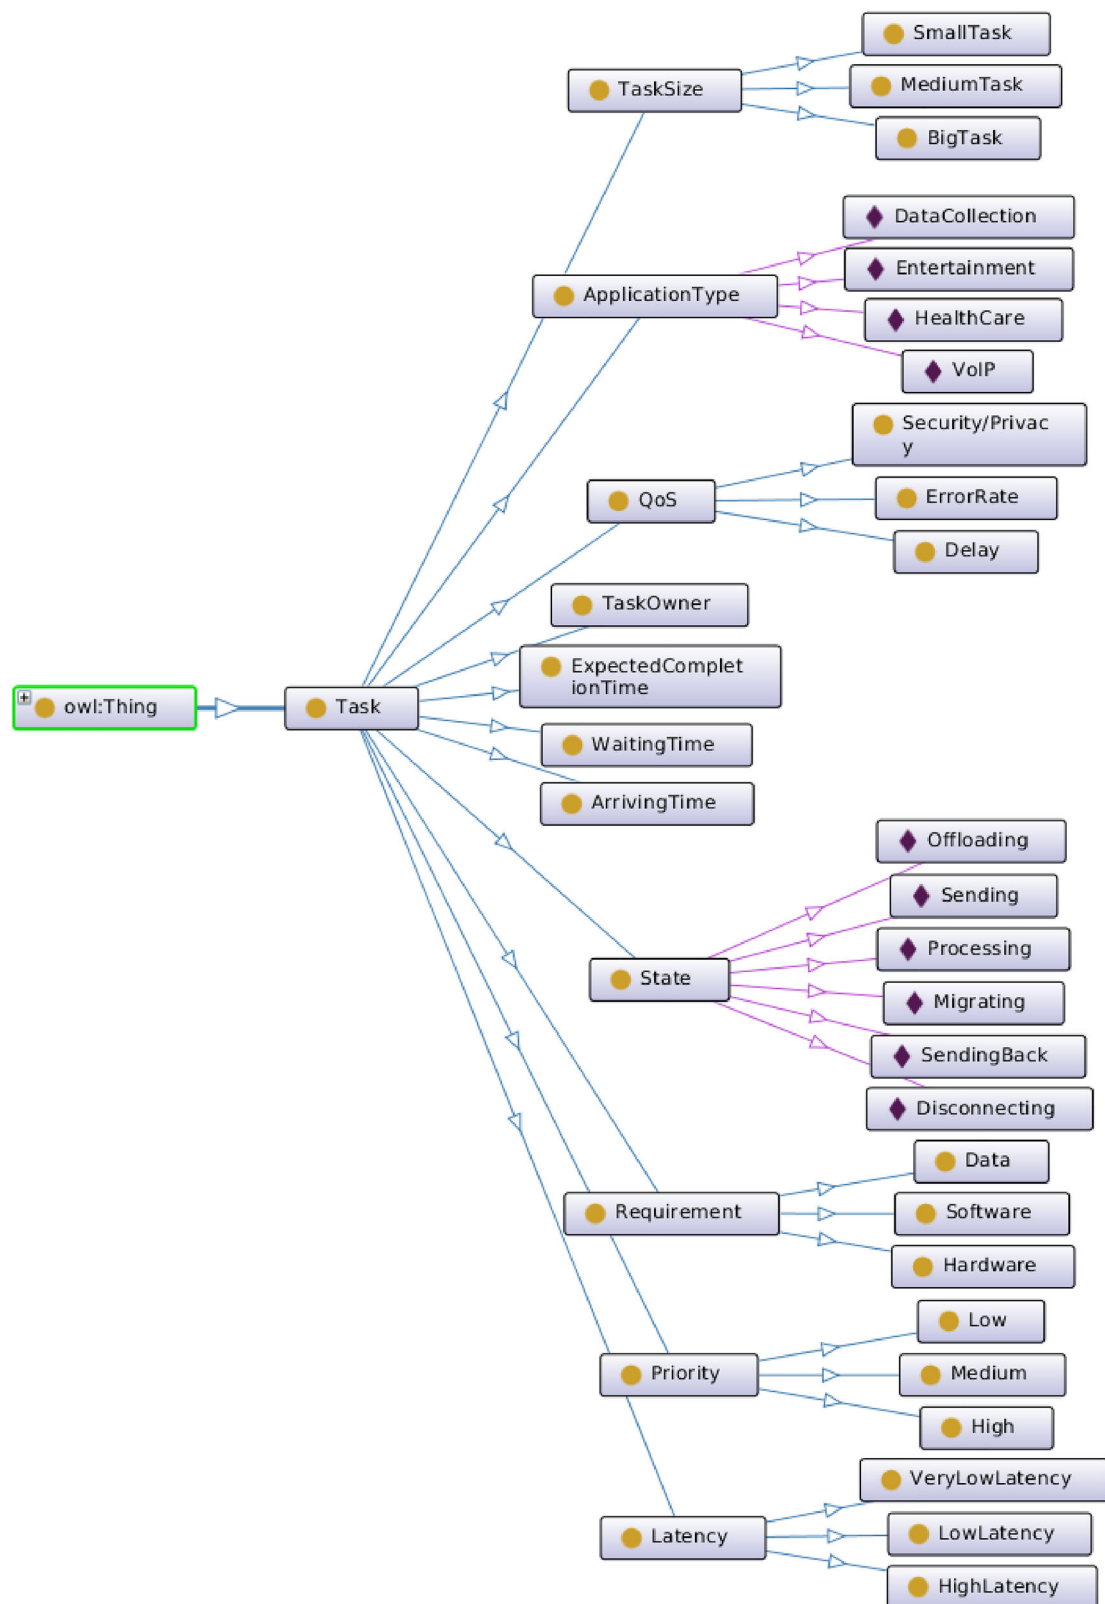 SmallTask
TaskSize
MediumTask
BigTask
DataCollection
Entertainment
ApplicationType
HealthCare
VoIP
Security/Privac
y
QoS
ErrorRate
Delay
TaskOwner
ExpectedComplet
ionTime
owl:Thing
Task
WaitingTime
ArrivingTime
Offloading
Sending
Processing
State
Migrating
SendingBack
Disconnecting
Data
Requirement
Software
Hardware
Low
Priority
Medium
High
VeryLowLatency
Latency
LowLatency
HighLatency